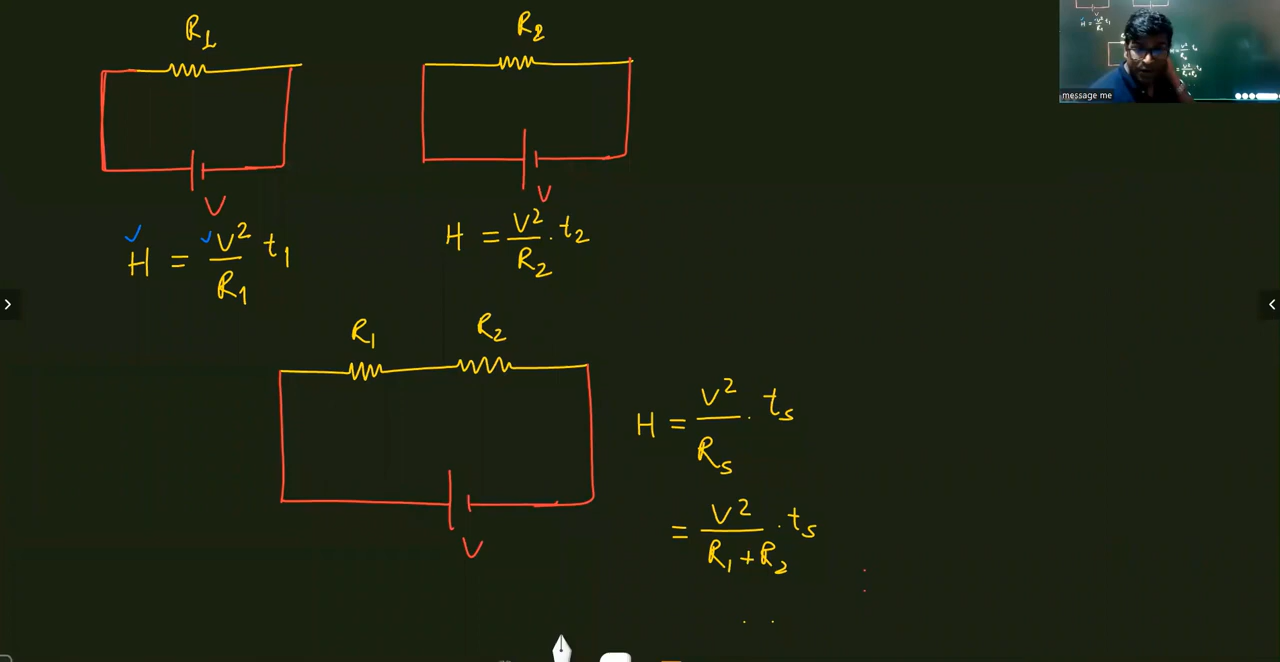 R₁
R₂
V
V
H = V²/R₁ t₁
H = V²/R₂ . t₂
R₁
R₂
V
H = V²/Rₛ . tₛ
= V²/R₁+R₂ . tₛ
message me